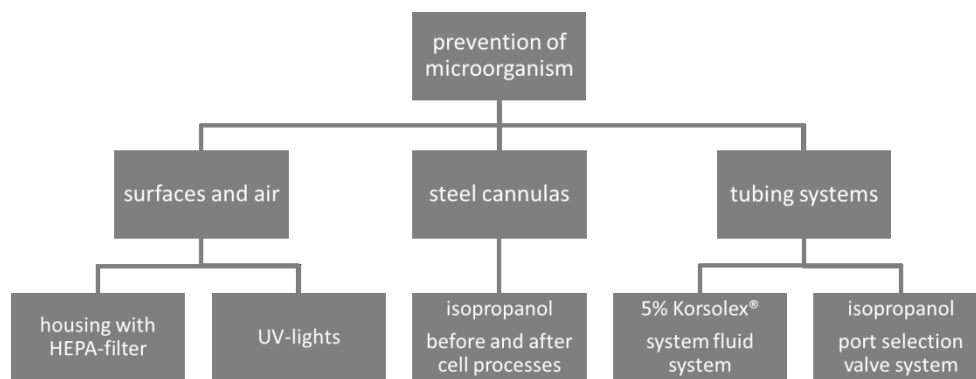 prevention of
microorganism
surfaces and air
steel cannulas
tubing systems
housing with
HEPA-filter
UV-lights
isopropanol
before and after
cell processes
5% Korsolex®
system fluid
system
isopropanol
port selection
valve system